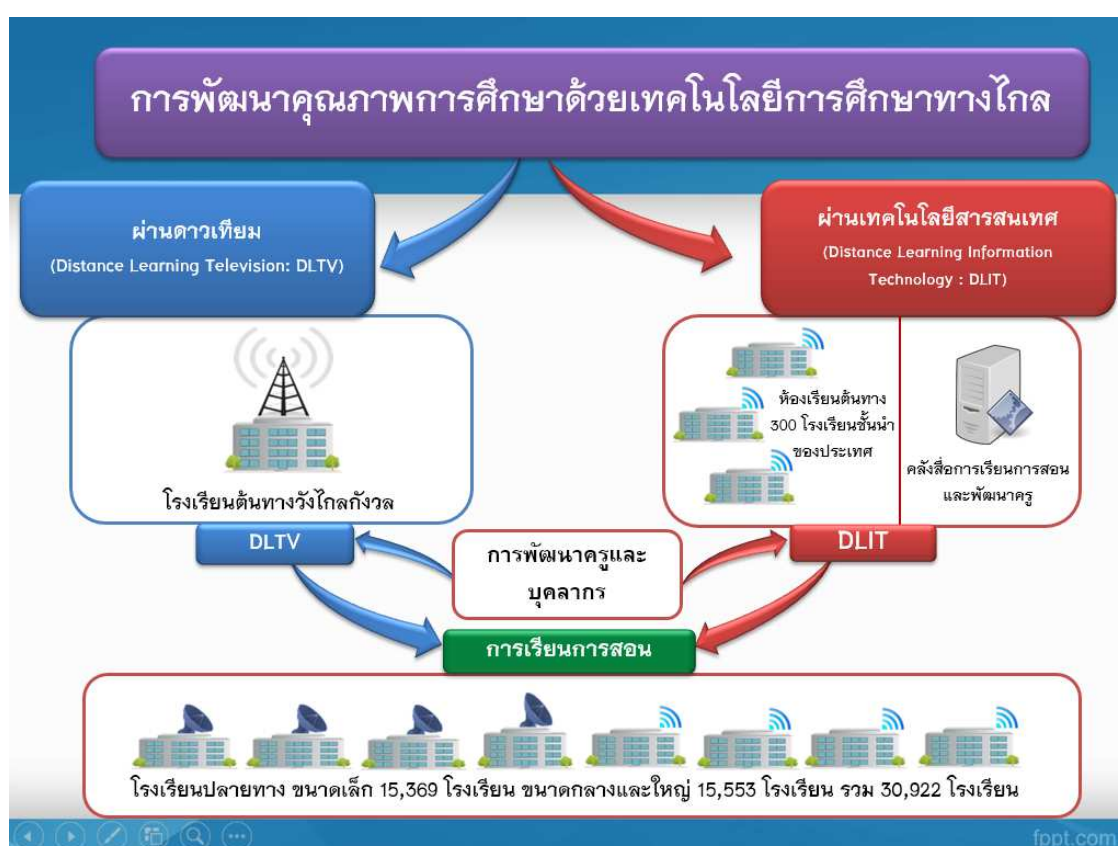 การพัฒนาคุณภาพการศึกษาด้วยเทคโนโลยีการศึกษาทางไกล
ผ่านดาวเทียม
(Distance Learning Television: DLTV)
ผ่านเทคโนโลยีสารสนเทศ
(Distance Learning Information
Technology : DLIT)
โรงเรียนต้นทางวังไกลกังวล
ห้องเรียนต้นทาง
300 โรงเรียนชั้นนำ
ของประเทศ
คลังสื่อการเรียนการสอน
และพัฒนาครู
DLTV
การพัฒนาครูและ
บุคลากร
DLIT
การเรียนการสอน
โรงเรียนปลายทาง ขนาดเล็ก 15,369 โรงเรียน ขนาดกลางและใหญ่ 15,553 โรงเรียน รวม 30,922 โรงเรียน
fppt.com